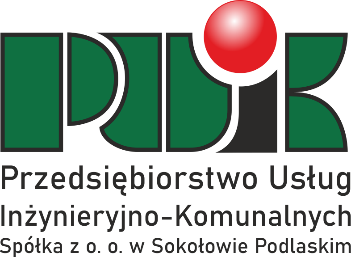 PUIK
Przedsiębiorstwo Usług
Inżynieryjno-Komunalnych
Spółka z o. o. w Sokołowie Podlaskim